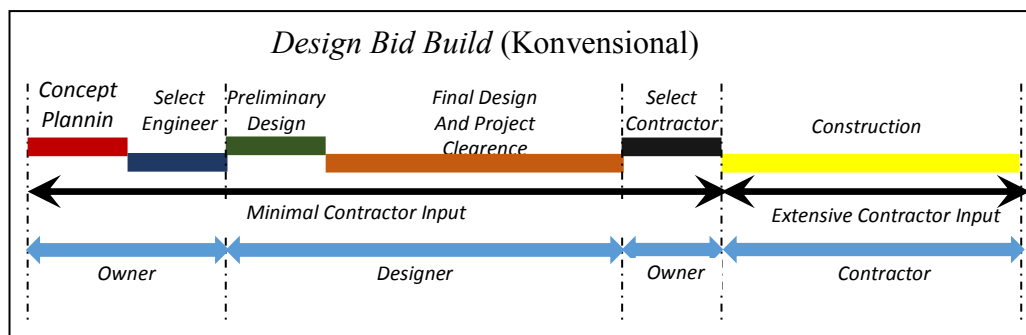 Design Bid Build (Konvensional)
Concept
Plannin
Select
Engineer
Preliminary
Design
Final Design
And Project
Clearence
Select
Contractor
Construction
Minimal Contractor Input
Extensive Contractor Input
Owner
Designer
Owner
Contractor